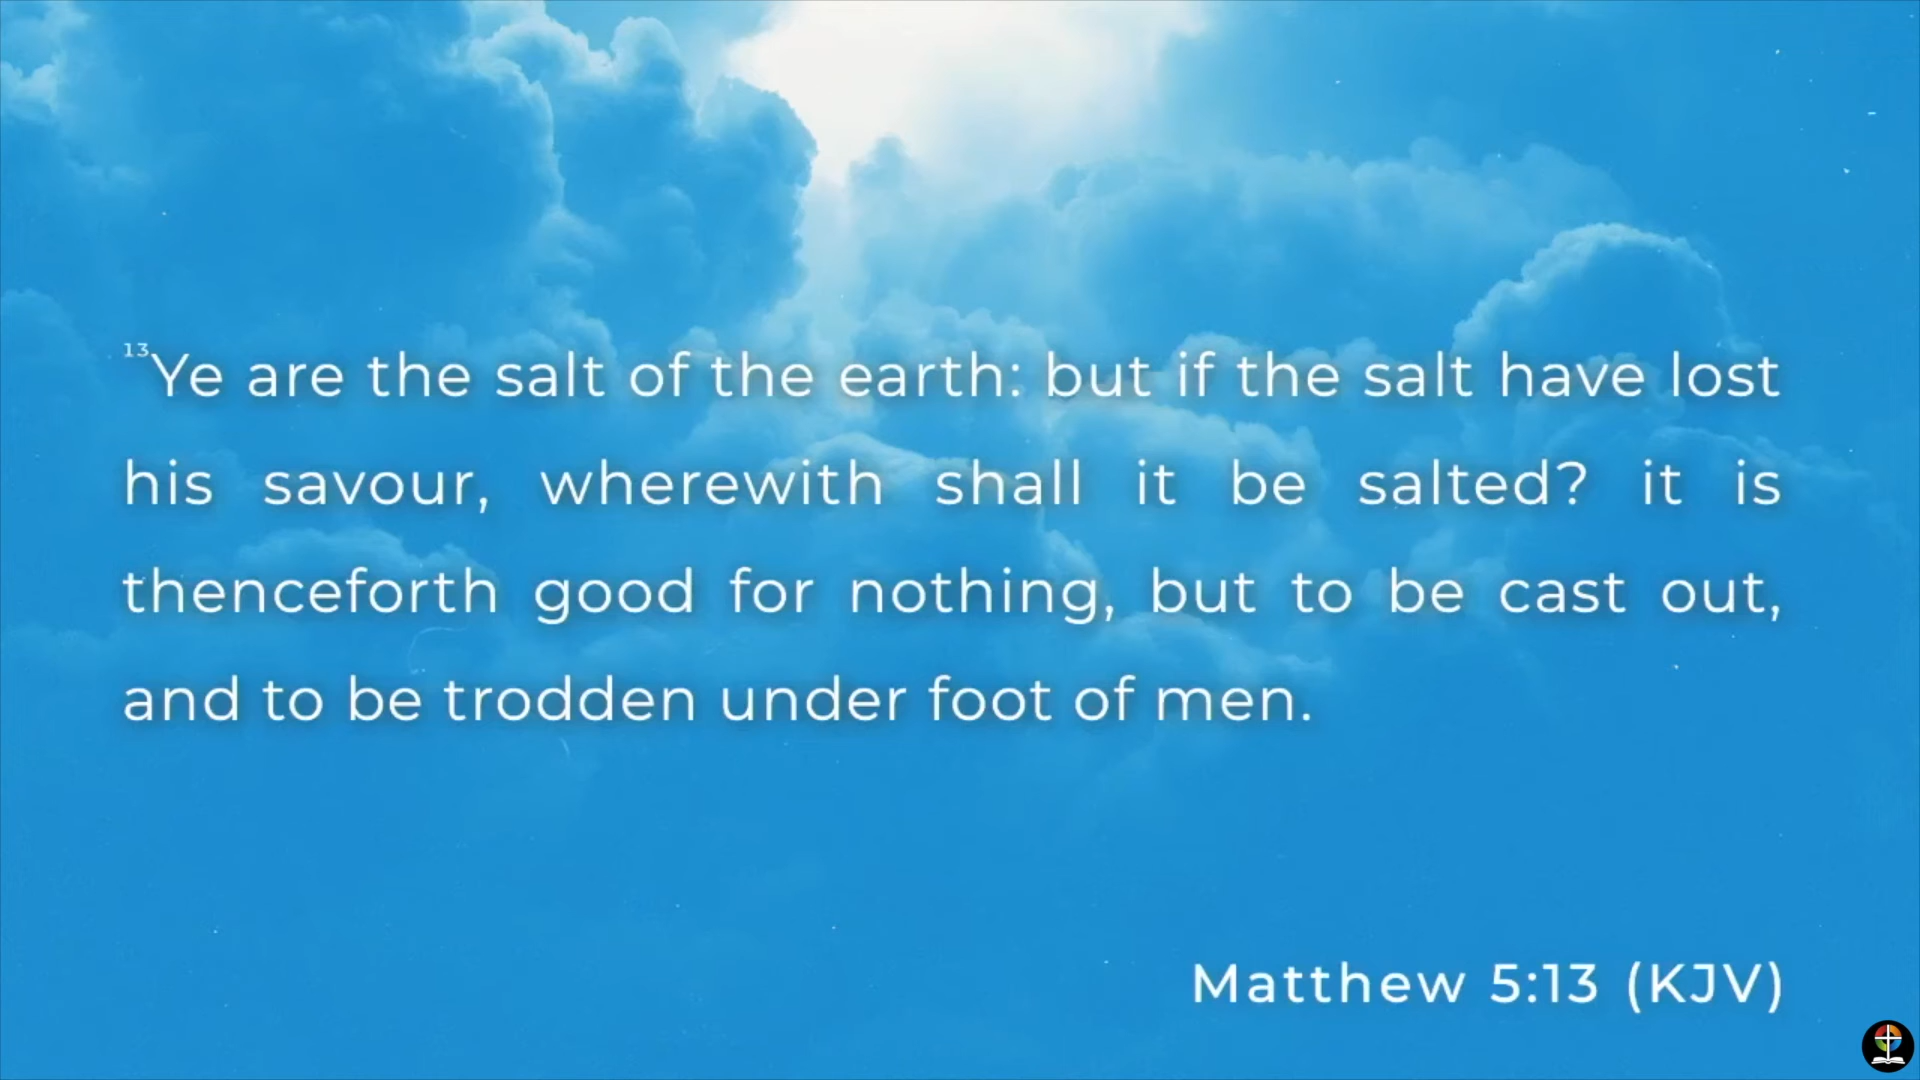 ¹³Ye are the salt of the earth: but if the salt have lost
his savour, wherewith shall it be salted? it is
thenceforth good for nothing, but to be cast out,
and to be trodden under foot of men.
Matthew 5:13 (KJV)